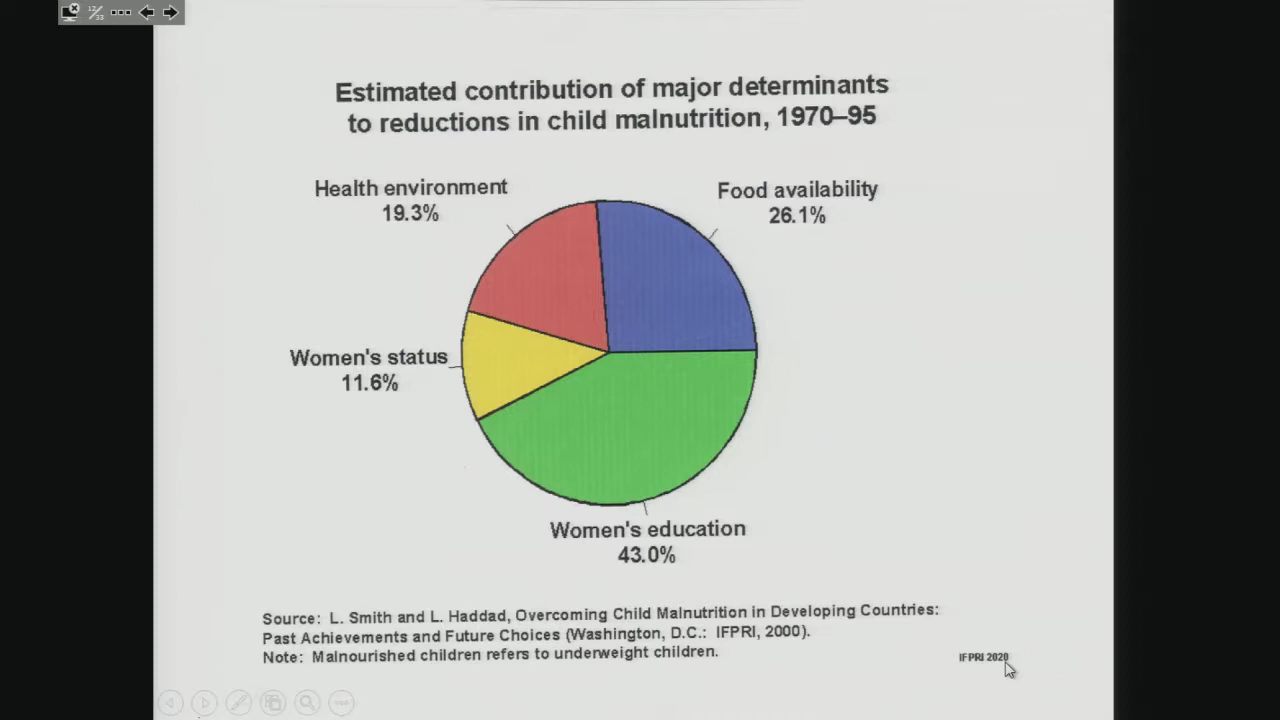 12/33
Estimated contribution of major determinants
to reductions in child malnutrition, 1970–95
Health environment
19.3%
Food availability
26.1%
Women's status
11.6%
Women's education
43.0%
Source: L. Smith and L. Haddad, Overcoming Child Malnutrition in Developing Countries:
Past Achievements and Future Choices (Washington, D.C.: IFPRI, 2000).
Note: Malnourished children refers to underweight children.
IFPRI 2020